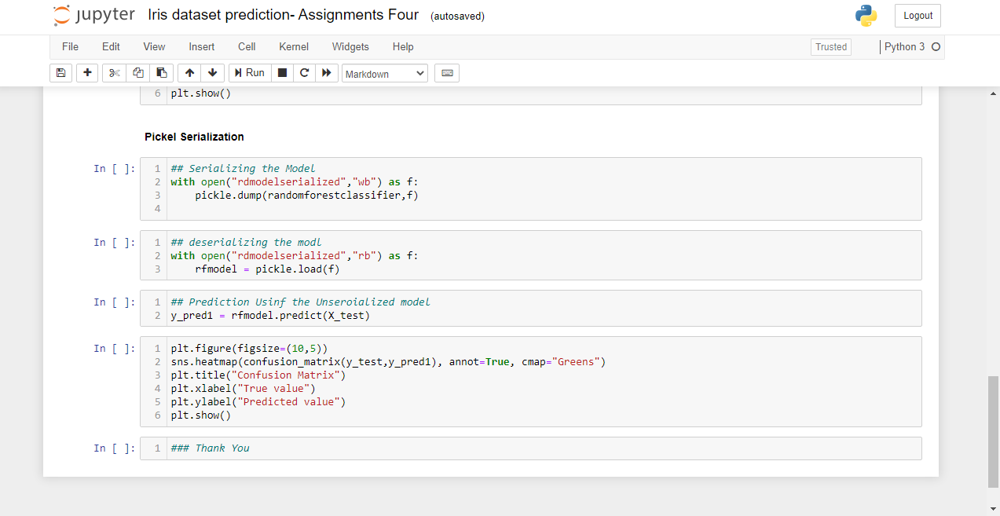 jupyter Iris dataset prediction- Assignments Four (autosaved) Logout
File Edit View Insert Cell Kernel Widgets Help Trusted Python 3
Run Markdown
6 plt.show()
Pickel Serialization
In [ ]: 1 ## Serializing the Model
2 with open("rdmodelserialized","wb") as f:
3     pickle.dump(randomforestclassifier,f)
4
In [ ]: 1 ## deserializing the modl
2 with open("rdmodelserialized","rb") as f:
3     rfmodel = pickle.load(f)
In [ ]: 1 ## Prediction Usinf the Unseroialized model
2 y_pred1 = rfmodel.predict(X_test)
In [ ]: 1 plt.figure(figsize=(10,5))
2 sns.heatmap(confusion_matrix(y_test,y_pred1), annot=True, cmap="Greens")
3 plt.title("Confusion Matrix")
4 plt.xlabel("True value")
5 plt.ylabel("Predicted value")
6 plt.show()
In [ ]: 1 ### Thank You